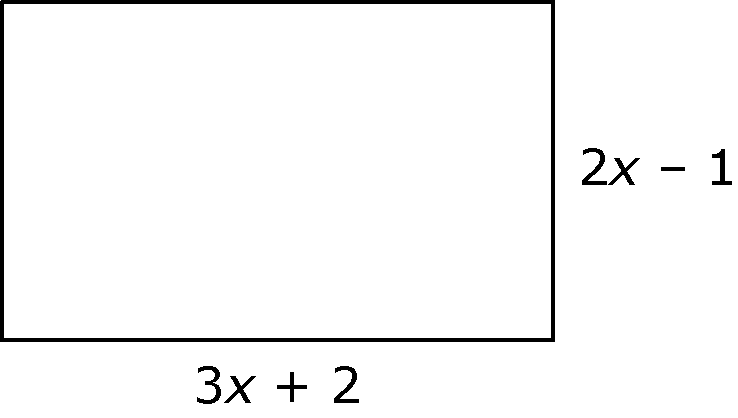 2x – 1
3x + 2